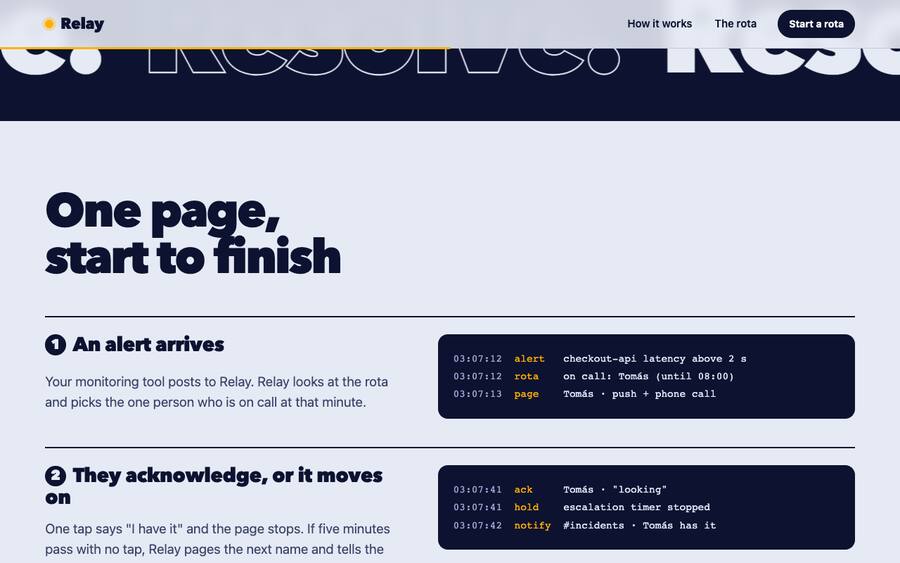 Relay
How it works
The rota
Start a rota
e. Resolve. Reso
One page,
start to finish
1 An alert arrives
Your monitoring tool posts to Relay. Relay looks at the rota
and picks the one person who is on call at that minute.
03:07:12 alert checkout-api latency above 2 s
03:07:12 rota on call: Tomás (until 08:00)
03:07:13 page Tomás · push + phone call
2 They acknowledge, or it moves
on
One tap says "I have it" and the page stops. If five minutes
pass with no tap, Relay pages the next name and tells the
03:07:41 ack Tomás · "looking"
03:07:41 hold escalation timer stopped
03:07:42 notify #incidents · Tomás has it